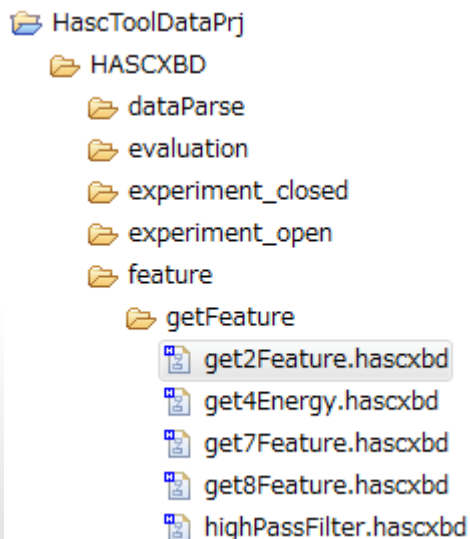 HascToolDataPrj
HASCXBD
dataParse
evaluation
experiment_closed
experiment_open
feature
getFeature
get2Feature.hascxbd
get4Energy.hascxbd
get7Feature.hascxbd
get8Feature.hascxbd
highPassFilter.hascxbd